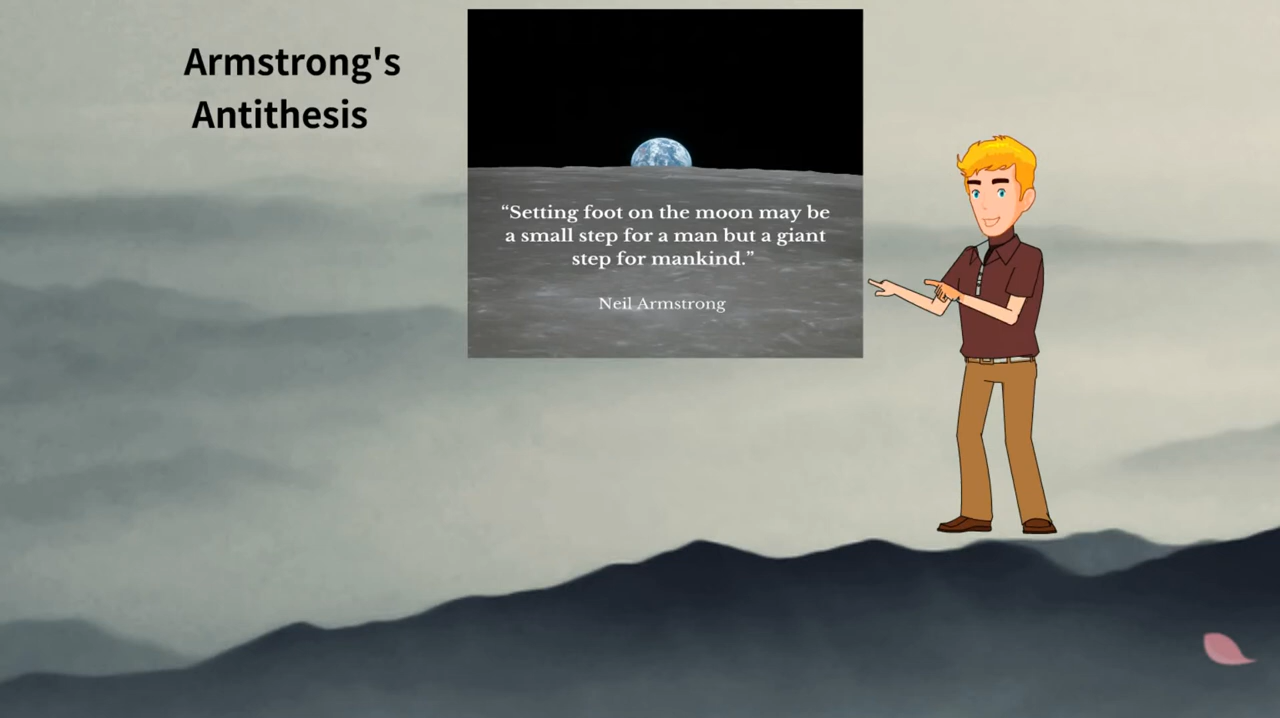 Armstrong's
Antithesis
“Setting foot on the moon may be
a small step for a man but a giant
step for mankind.”
Neil Armstrong